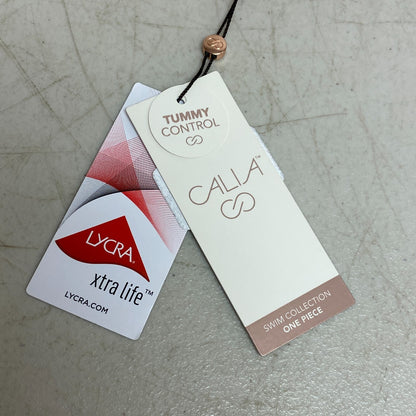 TUMMY
CONTROL
CALIA™
SWIM COLLECTION
ONE PIECE
LYCRA.
xtra life™
LYCRA.COM